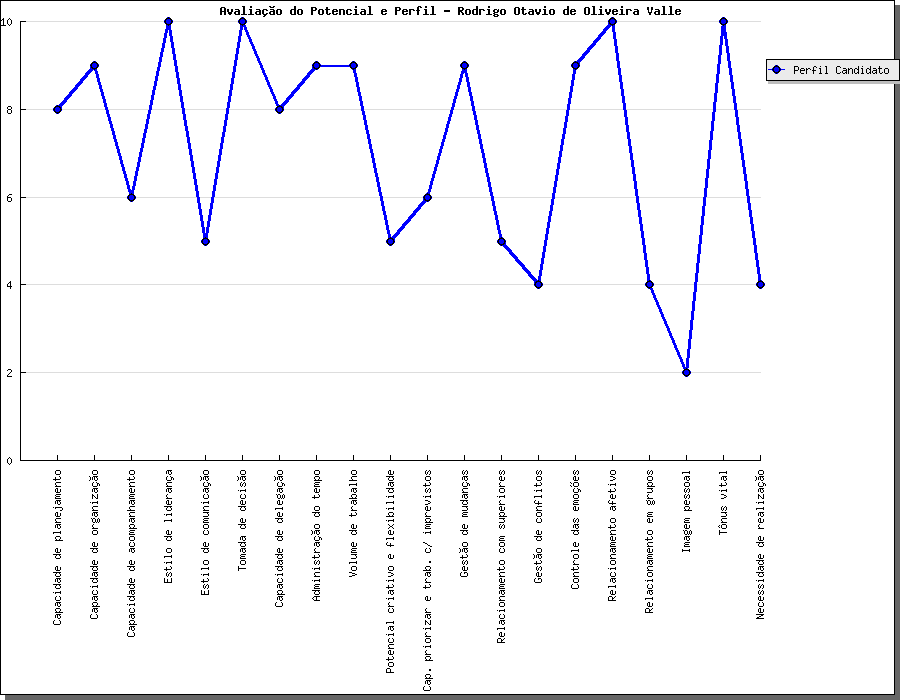 Avaliação do Potencial e Perfil - Rodrigo Otavio de Oliveira Valle
Perfil Candidato
10
8
6
4
2
0
Capacidade de planejamento
Capacidade de organização
Capacidade de acompanhamento
Estilo de liderança
Estilo de comunicação
Tomada de decisão
Capacidade de delegação
Administração do tempo
Volume de trabalho
Potencial criativo e flexibilidade
Cap. priorizar e trab. c/ imprevistos
Gestão de mudanças
Relacionamento com superiores
Gestão de conflitos
Controle das emoções
Relacionamento afetivo
Relacionamento em grupos
Imagem pessoal
Tônus vital
Necessidade de realização